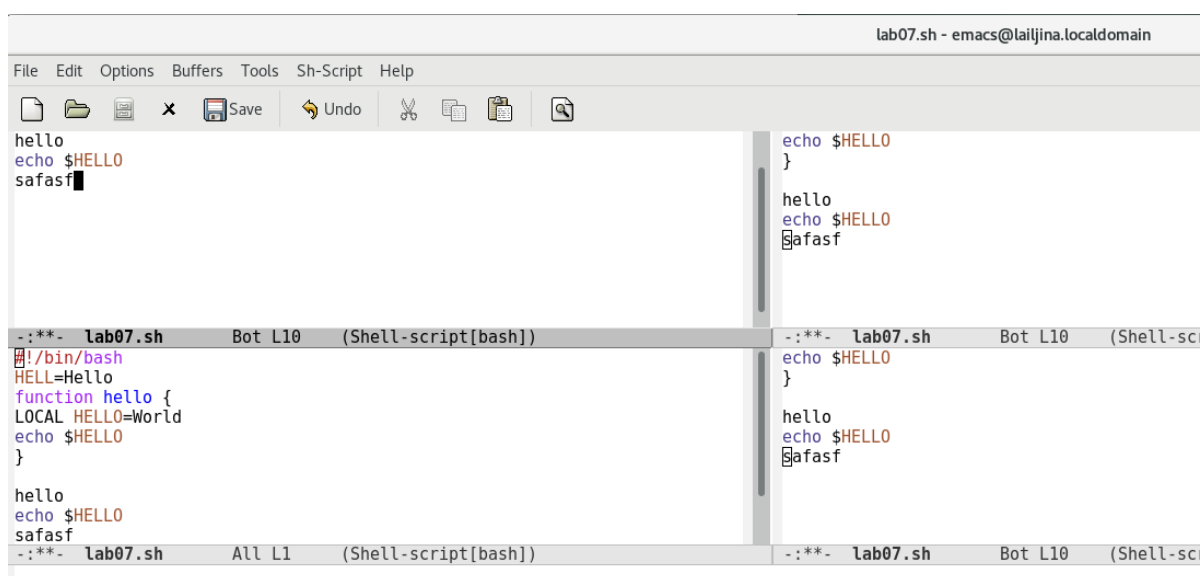 lab07.sh - emacs@lailjina.localdomain
File Edit Options Buffers Tools Sh-Script Help
Save Undo
hello
echo $HELLO
safasf
-:**- lab07.sh Bot L10 (Shell-script[bash])
echo $HELLO
}
hello
echo $HELLO
safasf
-:**- lab07.sh Bot L10 (Shell-scr
#!/bin/bash
HELL=Hello
function hello {
LOCAL HELLO=World
echo $HELLO
}
hello
echo $HELLO
safasf
-:**- lab07.sh All L1 (Shell-script[bash])
echo $HELLO
}
hello
echo $HELLO
safasf
-:**- lab07.sh Bot L10 (Shell-scr